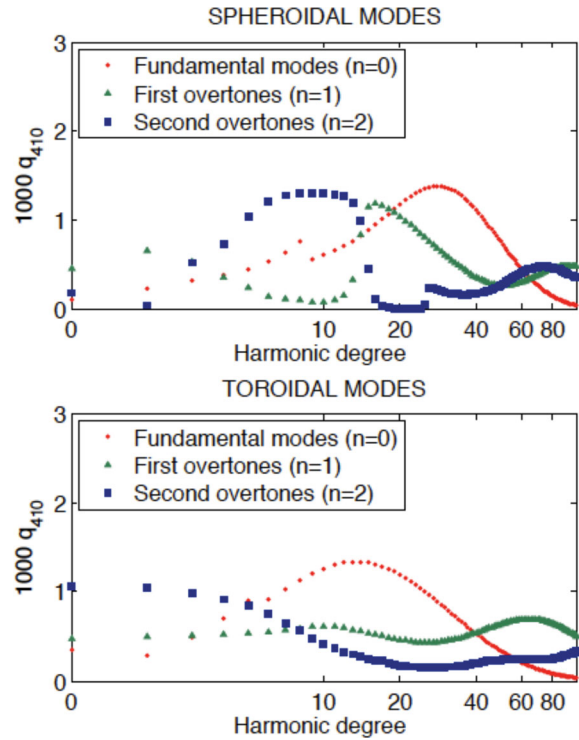 SPHEROIDAL MODES
3
Fundamental modes (n=0)
First overtones (n=1)
2
Second overtones (n=2)
1000 q410
1
0
0 10 20 40 60 80
Harmonic degree
TOROIDAL MODES
3
Fundamental modes (n=0)
First overtones (n=1)
2
Second overtones (n=2)
1000 q410
1
0
0 10 20 40 60 80
Harmonic degree